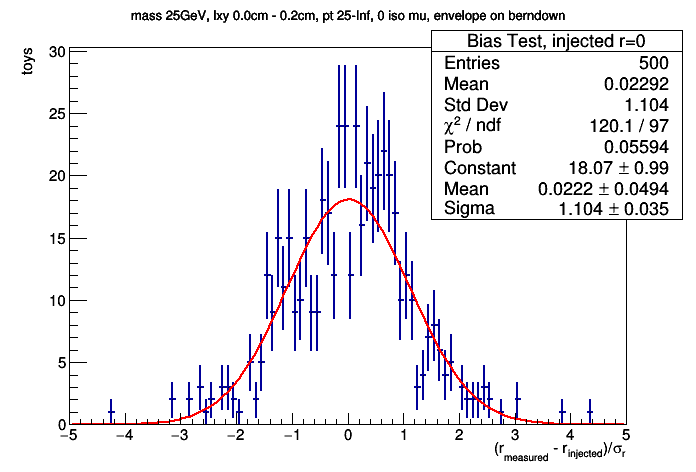 mass 25GeV, lxy 0.0cm - 0.2cm, pt 25-Inf, 0 iso mu, envelope on berndown
Bias Test, injected r=0
Entries 500
Mean 0.02292
Std Dev 1.104
χ² / ndf 120.1 / 97
Prob 0.05594
Constant 18.07 ± 0.99
Mean 0.0222 ± 0.0494
Sigma 1.104 ± 0.035
toys
30
25
20
15
10
5
0
−5 −4 −3 −2 −1 0 1 2 3 4 5
(r_measured - r_injected)/σ_r